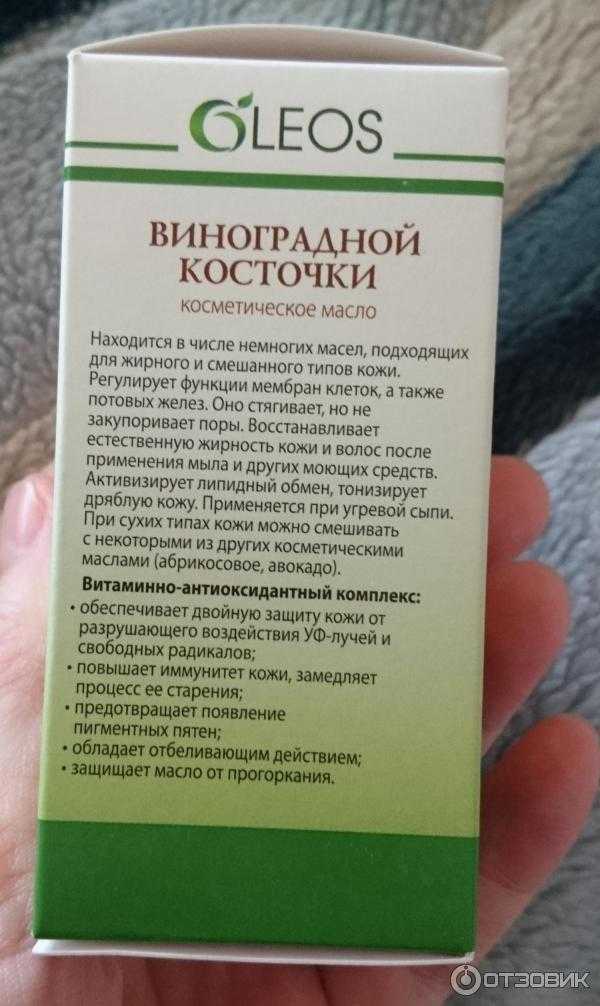 OLEOS
ВИНОГРАДНОЙ
КОСТОЧКИ
косметическое масло
Находится в числе немногих масел, подходящих
для жирного и смешанного типов кожи.
Регулирует функции мембран клеток, а также
потовых желез. Оно стягивает, но не
закупоривает поры. Восстанавливает
естественную жирность кожи и волос после
применения мыла и других моющих средств.
Активизирует липидный обмен, тонизирует
дряблую кожу. Применяется при угревой сыпи.
При сухих типах кожи можно смешивать
с некоторыми из других косметическими
маслами (абрикосовое, авокадо).
Витаминно-антиоксидантный комплекс:
• обеспечивает двойную защиту кожи от
разрушающего воздействия УФ-лучей и
свободных радикалов;
• повышает иммунитет кожи, замедляет
процесс ее старения;
• предотвращает появление
пигментных пятен;
• обладает отбеливающим действием;
• защищает масло от прогоркания.
ОТЗОВИК